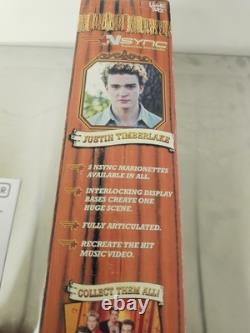 *NSYNC
JUSTIN TIMBERLAKE
5 NSYNC MARIONETTES
AVAILABLE IN ALL.
INTERLOCKING DISPLAY
BASES CREATE ONE
HUGE SCENE.
FULLY ARTICULATED.
RECREATE THE HIT
MUSIC VIDEO.
COLLECT THEM ALL!